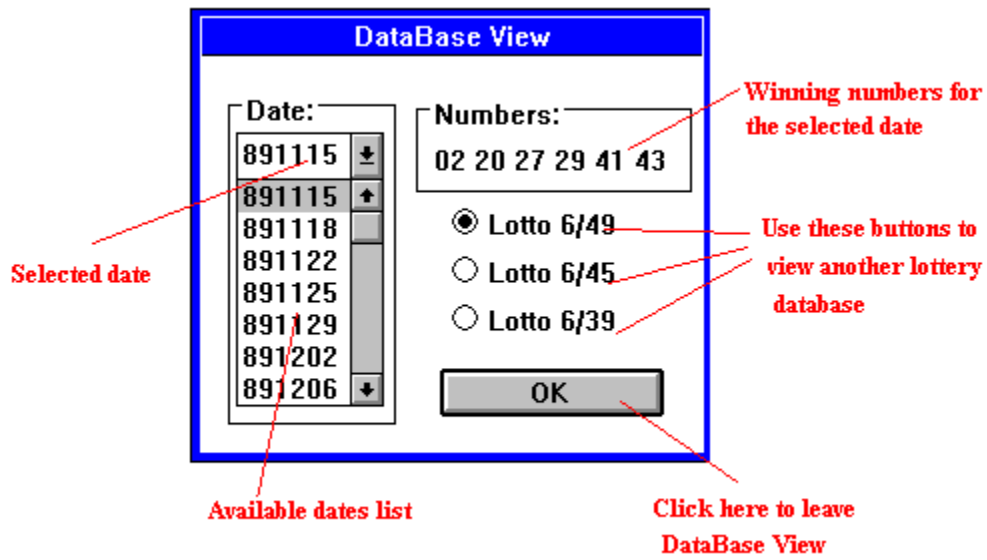 DataBase View
Date:
891115
891115
891118
891122
891125
891129
891202
891206
Numbers:
02 20 27 29 41 43
Lotto 6/49
Lotto 6/45
Lotto 6/39
OK
Winning numbers for
the selected date
Use these buttons to
view another lottery
database
Selected date
Available dates list
Click here to leave
DataBase View